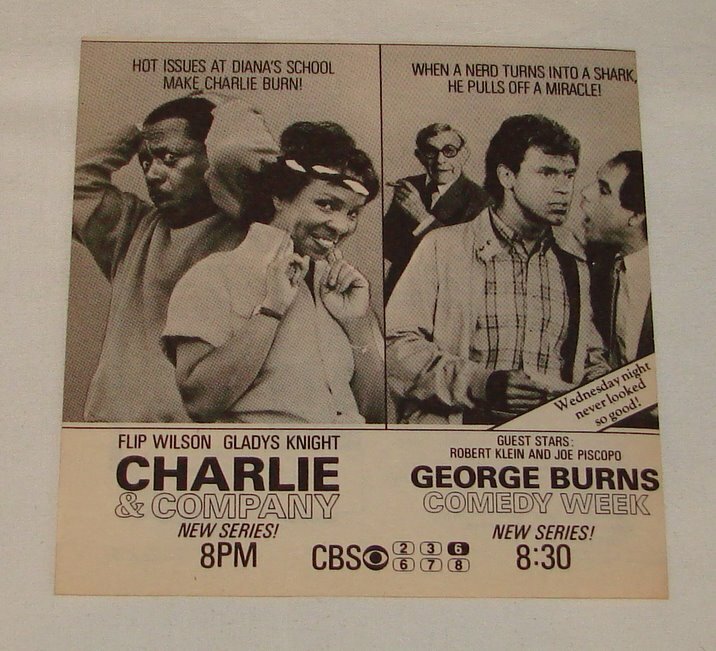 HOT ISSUES AT DIANA'S SCHOOL
MAKE CHARLIE BURN!
WHEN A NERD TURNS INTO A SHARK,
HE PULLS OFF A MIRACLE!
Wednesday night
never looked
so good!
FLIP WILSON GLADYS KNIGHT
CHARLIE
& COMPANY
NEW SERIES!
8PM
GUEST STARS:
ROBERT KLEIN AND JOE PISCOPO
GEORGE BURNS
COMEDY WEEK
NEW SERIES!
8:30
CBS 2 3 6
6 7 8